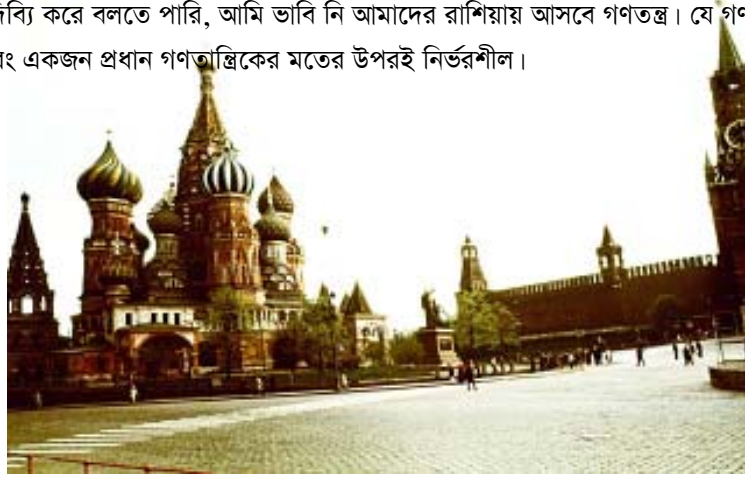 দিব্যি করে বলতে পারি, আমি ভাবি নি আমাদের রাশিয়ায় আসবে গণতন্ত্র। যে
একজন প্রধান গণতান্ত্রিকের মতের উপরই নির্ভরশীল।